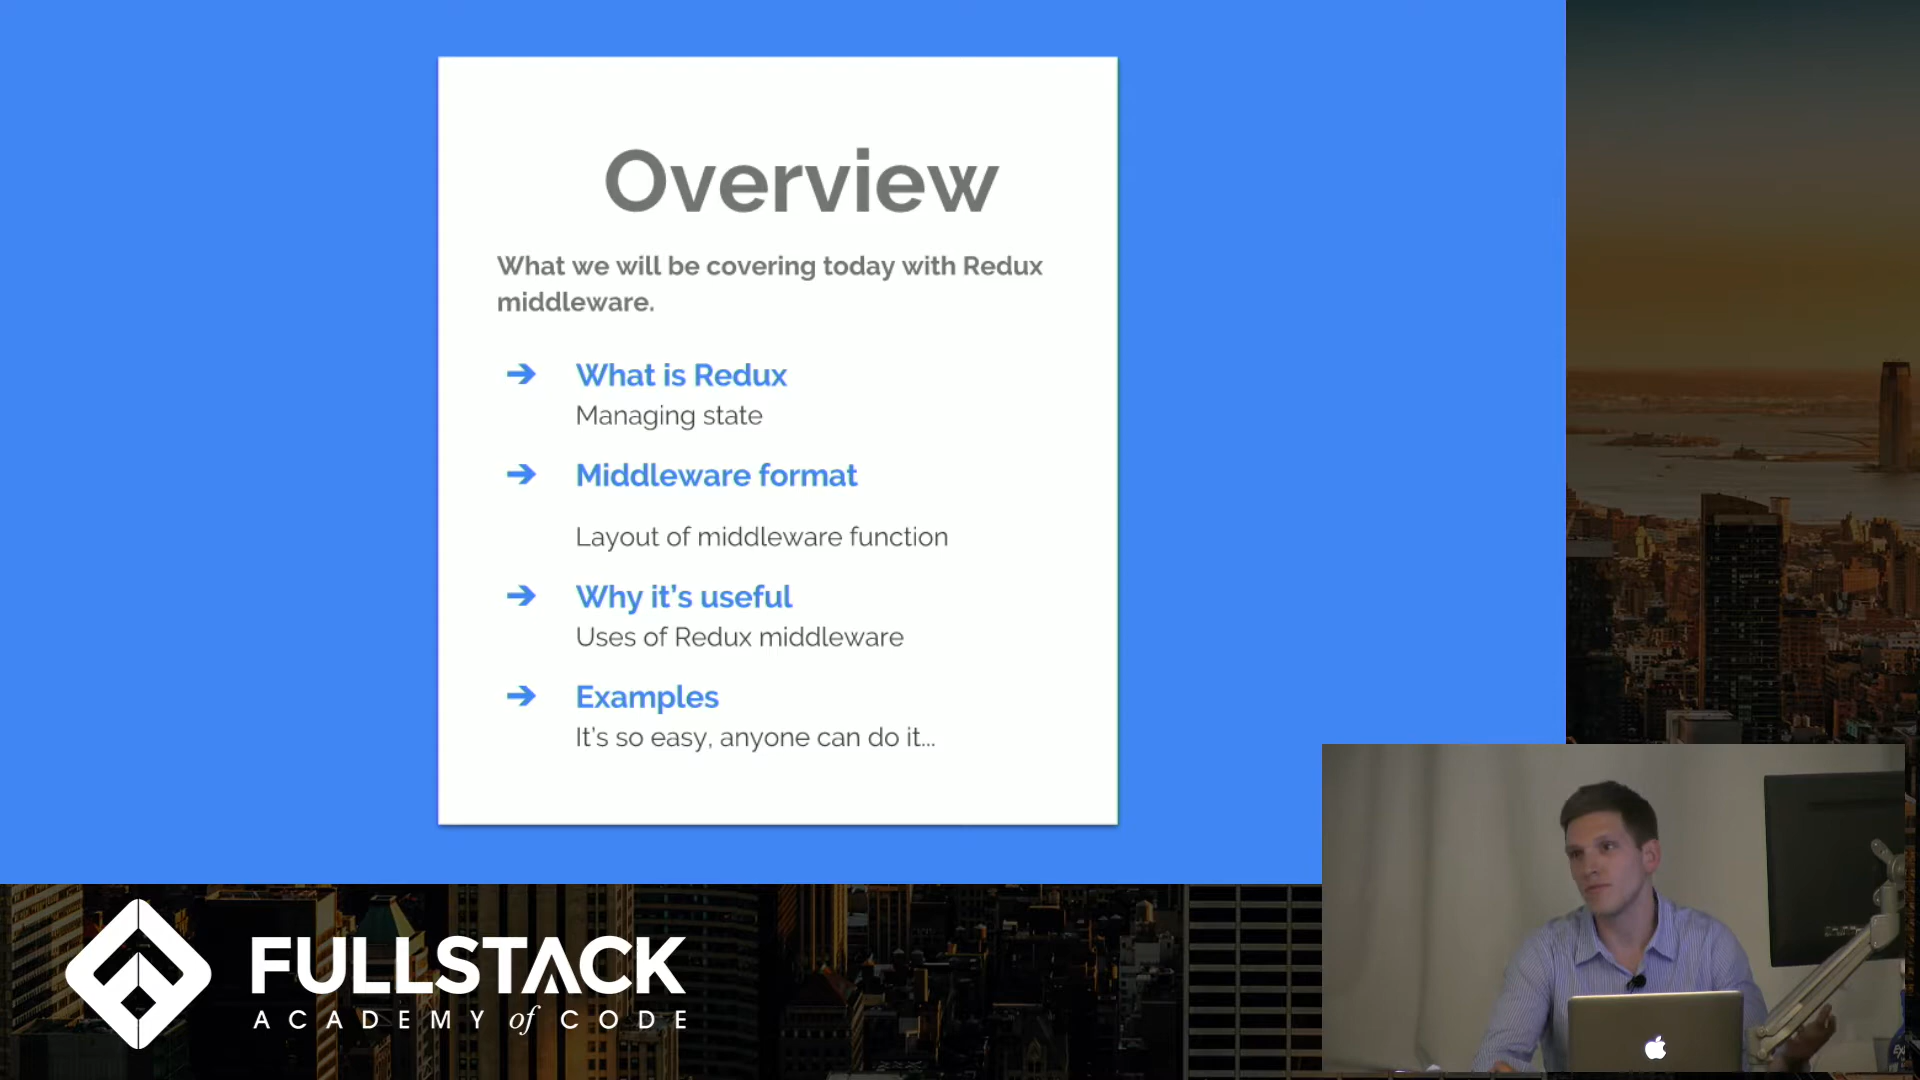 Overview
What we will be covering today with Redux
middleware.
➔ What is Redux
Managing state
➔ Middleware format
Layout of middleware function
➔ Why it's useful
Uses of Redux middleware
➔ Examples
It's so easy, anyone can do it...
FULLSTACK
ACADEMY of CODE